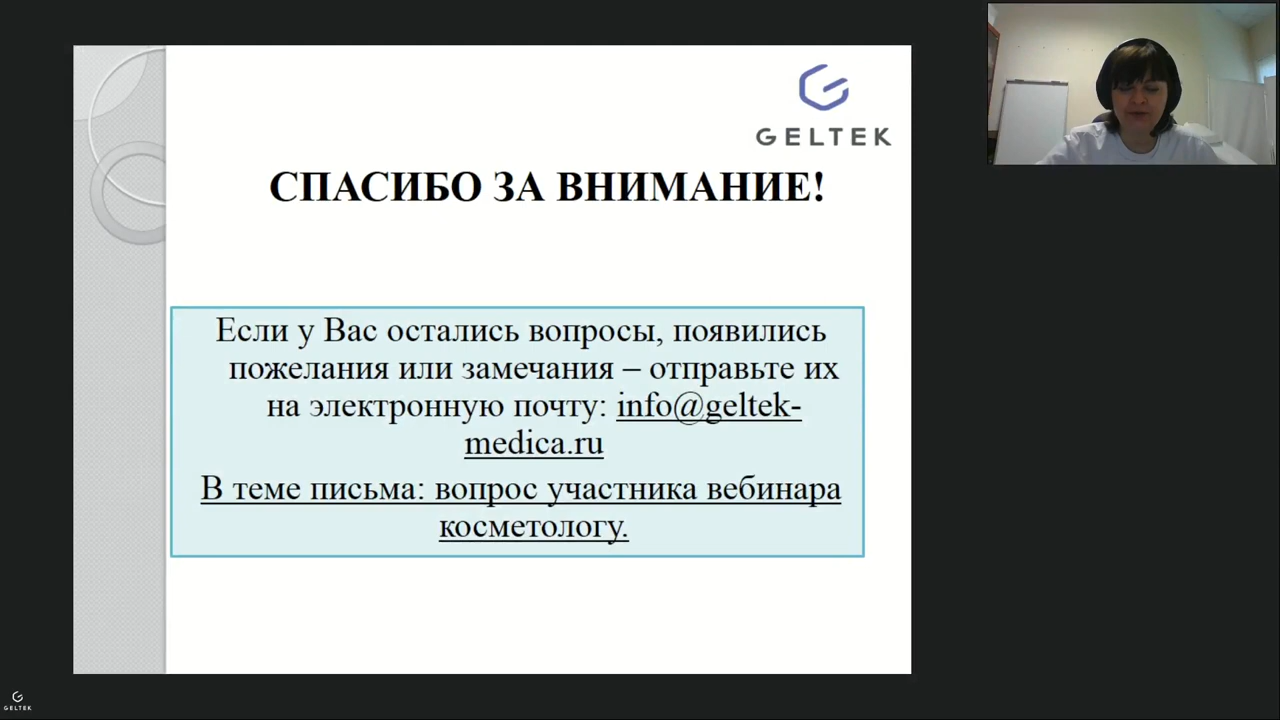 GELTEK
СПАСИБО ЗА ВНИМАНИЕ!
Если у Вас остались вопросы, появились
пожелания или замечания – отправьте их
на электронную почту: info@geltek-
medica.ru
В теме письма: вопрос участника вебинара
косметологу.
GELTEK